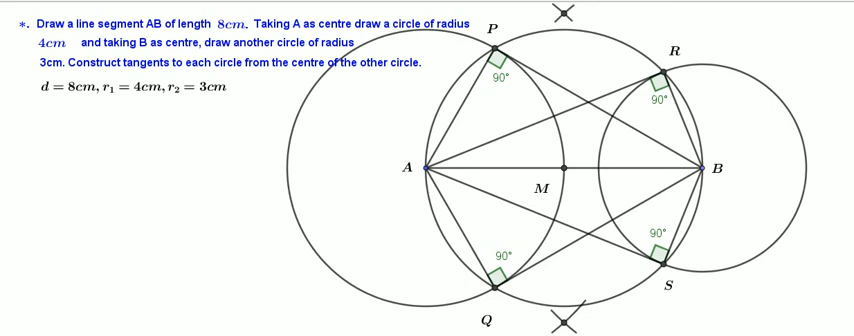 *. Draw a line segment AB of length 8cm. Taking A as centre draw a circle of radius
4cm and taking B as centre, draw another circle of radius
3cm. Construct tangents to each circle from the centre of the other circle.
d = 8cm, r₁ = 4cm, r₂ = 3cm
P
R
90°
90°
A
M
B
90°
90°
S
Q